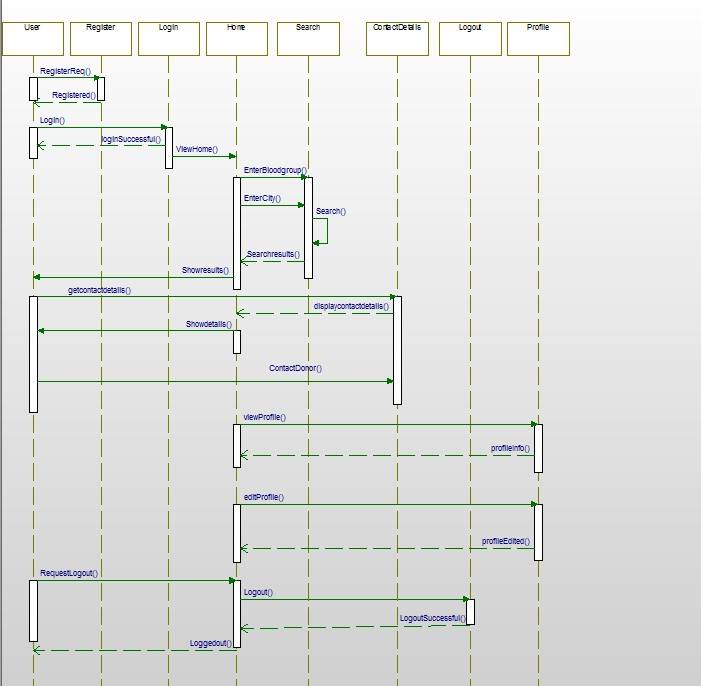 User
Register
Login
Home
Search
ContactDetails
Logout
Profile
RegisterReq()
Registered()
Login()
loginSuccessful()
ViewHome()
EnterBloodgroup()
EnterCity()
Search()
Searchresults()
Showresults()
getcontactdetails()
displaycontactdetails()
Showdetails()
ContactDonor()
viewProfile()
profileinfo()
editProfile()
profileEdited()
RequestLogout()
Logout()
LogoutSuccessful()
Loggedout()